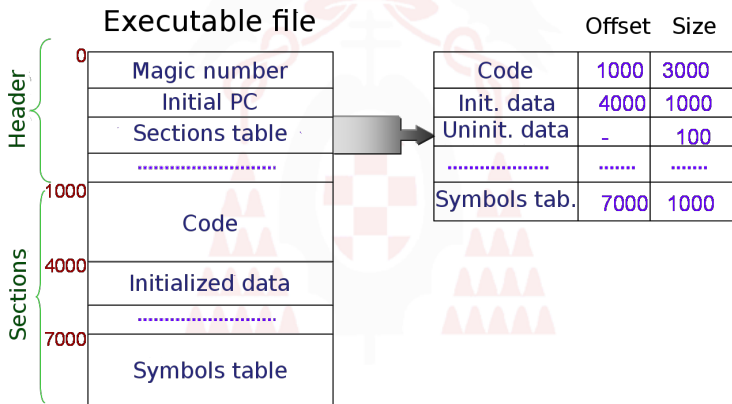 Executable file
Offset Size
Header
0
Magic number
Initial PC
Sections table
Code 1000 3000
Init. data 4000 1000
Uninit. data - 100
Symbols tab. 7000 1000
Sections
1000
Code
4000
Initialized data
7000
Symbols table